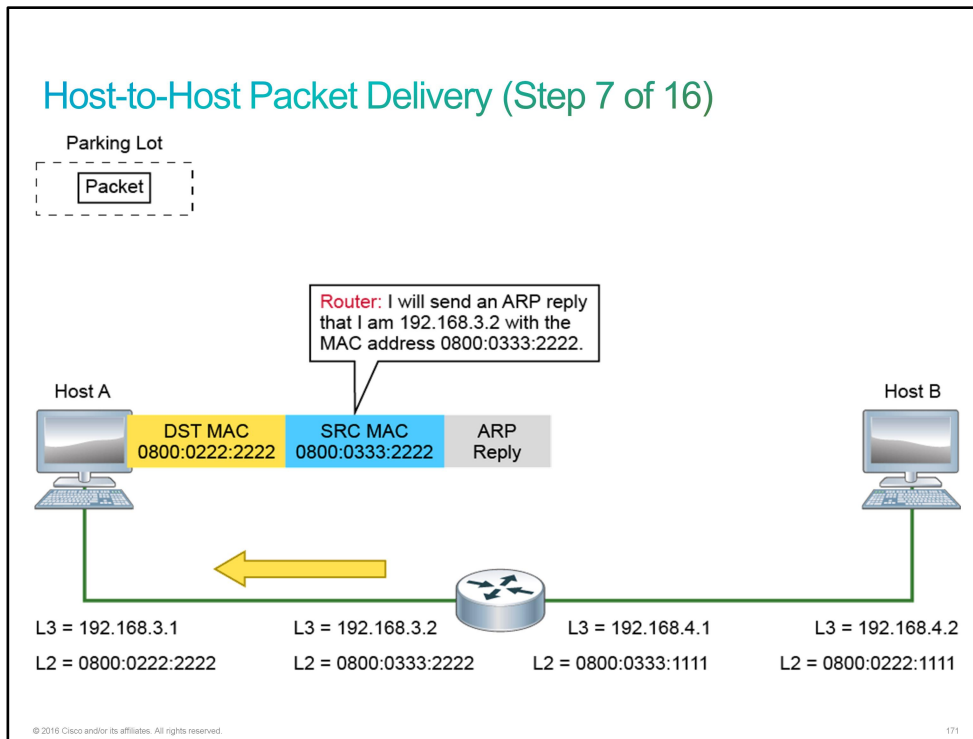 Host-to-Host Packet Delivery (Step 7 of 16)
Parking Lot
Packet
Router: I will send an ARP reply
that I am 192.168.3.2 with the
MAC address 0800:0333:2222.
Host A
Host B
DST MAC
0800:0222:2222
SRC MAC
0800:0333:2222
ARP
Reply
L3 = 192.168.3.1
L3 = 192.168.3.2
L3 = 192.168.4.1
L3 = 192.168.4.2
L2 = 0800:0222:2222
L2 = 0800:0333:2222
L2 = 0800:0333:1111
L2 = 0800:0222:1111
© 2016 Cisco and/or its affiliates. All rights reserved.
171